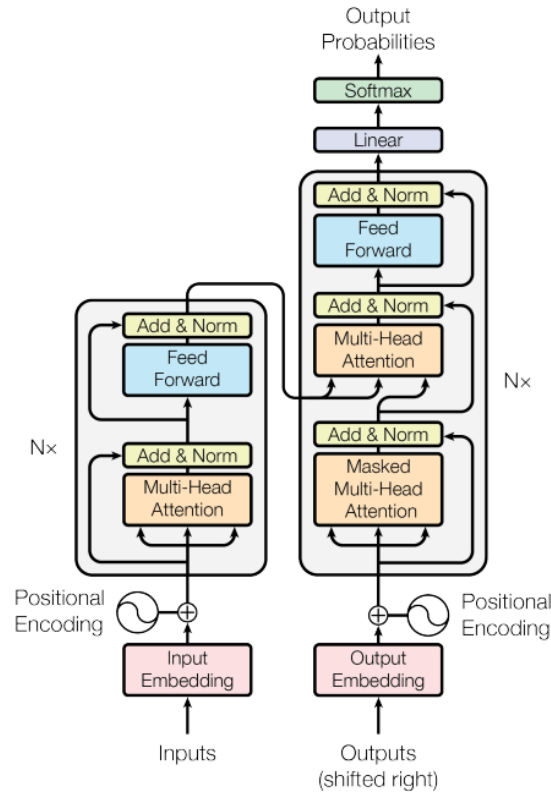 Output
Probabilities
Softmax
Linear
Add & Norm
Feed
Forward
Add & Norm
Multi-Head
Attention
Add & Norm
Masked
Multi-Head
Attention
N×
Add & Norm
Feed
Forward
Add & Norm
Multi-Head
Attention
N×
Positional
Encoding
Positional
Encoding
Input
Embedding
Output
Embedding
Inputs
Outputs
(shifted right)